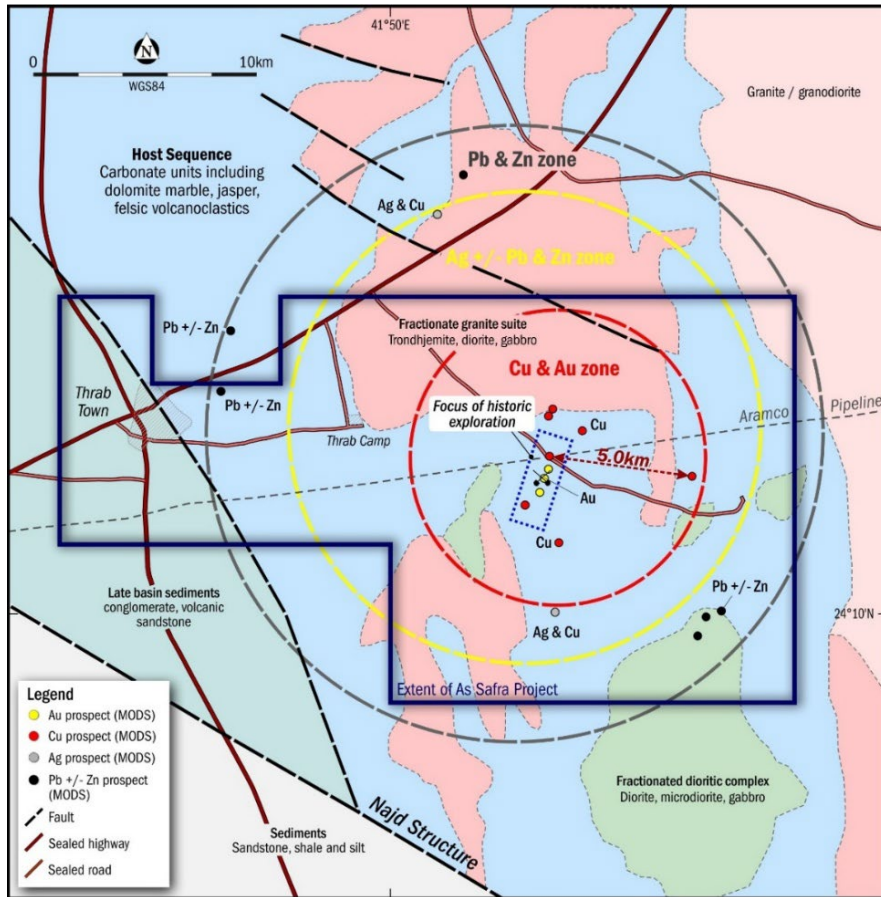 41°50'E
N
0
10km
WGS84
Granite / granodiorite
Host Sequence
Carbonate units including
dolomite marble, jasper,
felsic volcanoclastics
Pb & Zn zone
Ag & Cu
Ag +/- Pb & Zn zone
Pb +/- Zn
Fractionate granite suite
Trondhjemite, diorite, gabbro
Cu & Au zone
Thrab
Town
Pb +/- Zn
Focus of historic
exploration
Thrab Camp
Cu
Aramco
Pipeline
5.0km
Au
Cu
Late basin sediments
conglomerate, volcanic
sandstone
Ag & Cu
Pb +/- Zn
24°10'N
Extent of As Safra Project
Legend
Au prospect (MODS)
Cu prospect (MODS)
Ag prospect (MODS)
Pb +/- Zn prospect
(MODS)
Fault
Sealed highway
Sealed road
Najd Structure
Sediments
Sandstone, shale and silt
Fractionated dioritic complex
Diorite, microdiorite, gabbro